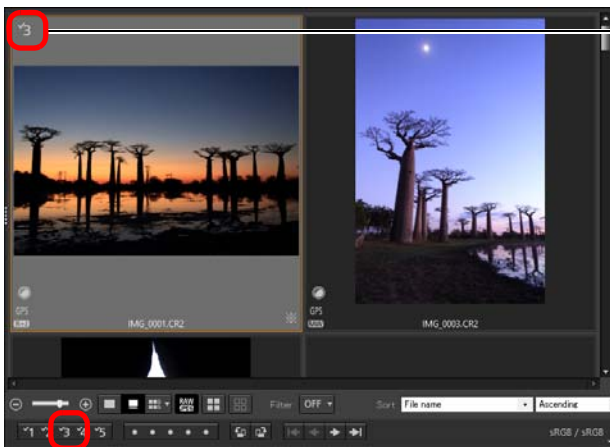 ✓3
GPS
R+J
IMG_0001.CR2
GPS
RAW
IMG_0003.CR2
Filter OFF Sort File name Ascending
✓1 ✓3 ✓4 ✓5 sRGB / sRGB